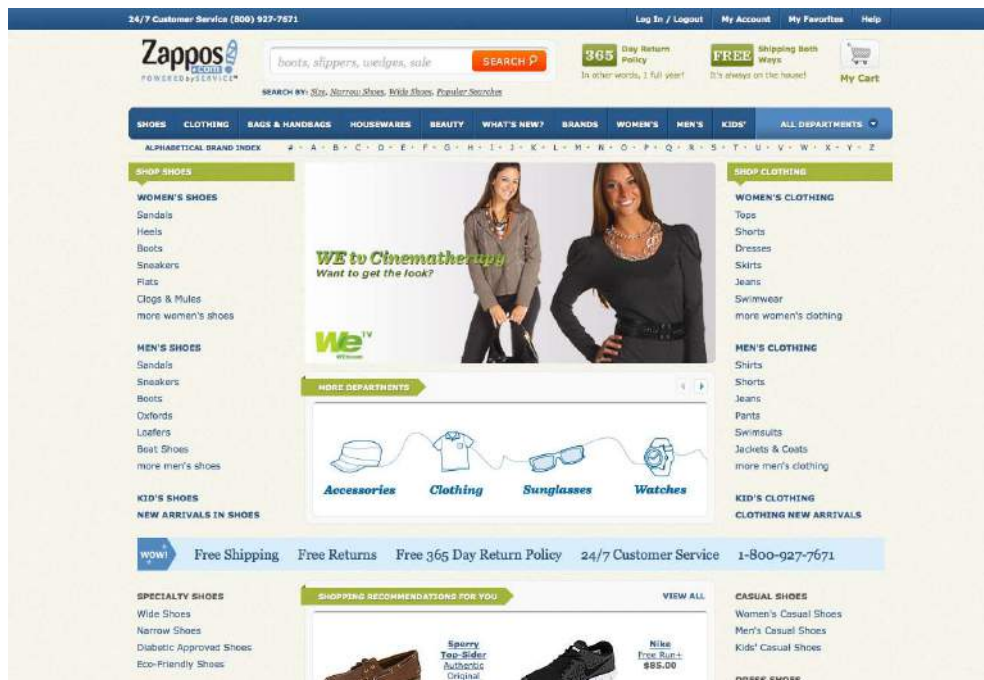 24/7 Customer Service (800) 927-7671
Log In / Logout My Account My Favorites Help
Zappos
.com
POWERED by SERVICE™
boots, slippers, wedges, sale
SEARCH
365 Day Return Policy
In other words, 1 full year!
FREE Shipping Both Ways
It's always on the house!
My Cart
SEARCH BY: Size, Narrow Shoes, Wide Shoes, Popular Searches
SHOES CLOTHING BAGS & HANDBAGS HOUSEWARES BEAUTY WHAT'S NEW? BRANDS WOMEN'S MEN'S KIDS' ALL DEPARTMENTS
ALPHABETICAL BRAND INDEX # · A · B · C · D · E · F · G · H · I · J · K · L · M · N · O · P · Q · R · S · T · U · V · W · X · Y · Z
SHOP SHOES
WOMEN'S SHOES
Sandals
Heels
Boots
Sneakers
Flats
Clogs & Mules
more women's shoes
MEN'S SHOES
Sandals
Sneakers
Boots
Oxfords
Loafers
Boat Shoes
more men's shoes
KID'S SHOES
NEW ARRIVALS IN SHOES
WE tv Cinematherapy
Want to get the look?
We TV
MORE DEPARTMENTS
Accessories Clothing Sunglasses Watches
SHOP CLOTHING
WOMEN'S CLOTHING
Tops
Shorts
Dresses
Skirts
Jeans
Swimwear
more women's clothing
MEN'S CLOTHING
Shirts
Shorts
Jeans
Pants
Swimsuits
Jackets & Coats
more men's clothing
KID'S CLOTHING
CLOTHING NEW ARRIVALS
WOW! Free Shipping Free Returns Free 365 Day Return Policy 24/7 Customer Service 1-800-927-7671
SPECIALTY SHOES
Wide Shoes
Narrow Shoes
Diabetic Approved Shoes
Eco-Friendly Shoes
SHOPPING RECOMMENDATIONS FOR YOU
VIEW ALL
Sperry
Top-Sider
Authentic
Original
Nike
Free Run+
$85.00
CASUAL SHOES
Women's Casual Shoes
Men's Casual Shoes
Kids' Casual Shoes
DRESS SHOES